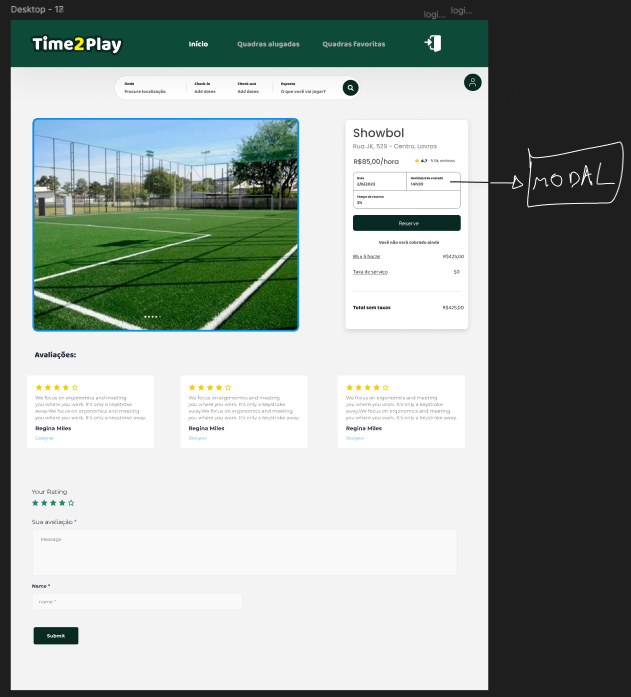 Desktop - 18
logi...
logi...
Time2Play
Início
Quadras alugadas
Quadras favoritas
Onde
Procure localização
Check-in
Add dates
Check-out
Add dates
Esporte
O que você vai jogar?
Showbol
Rua JK, 529 - Centro, Lavras
R$85,00/hora
4.7
reviews
Data
2/6/2023
14h30
Tempo de reserva
5h
MODAL
Reserve
Você não será cobrado ainda
85 x 5 horas
R$425,00
Taxa de serviço
$0
Total sem taxas
R$425,00
Avaliações:
We focus on ergonomics and meeting
you where you work. It's only a keystroke
away.We focus on ergonomics and meeting
you where you work. It's only a keystroke away.
Regina Miles
Designer
We focus on ergonomics and meeting
you where you work. It's only a keystroke
away.We focus on ergonomics and meeting
you where you work. It's only a keystroke away.
Regina Miles
Designer
We focus on ergonomics and meeting
you where you work. It's only a keystroke
away.We focus on ergonomics and meeting
you where you work. It's only a keystroke away.
Regina Miles
Designer
Your Rating
Sua avaliação *
Message
Nome *
name *
Submit